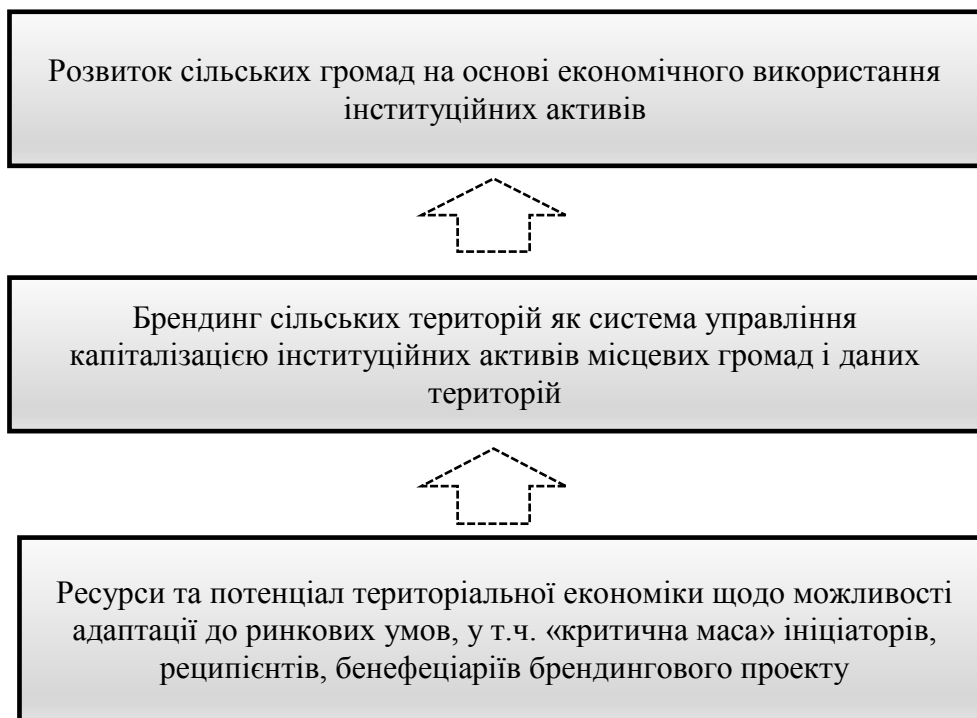 Розвиток сільських громад на основі економічного використання
інституційних активів
Брендинг сільських територій як система управління
капіталізацією інституційних активів місцевих громад і даних
територій
Ресурси та потенціал територіальної економіки щодо можливості
адаптації до ринкових умов, у т.ч. «критична маса» ініціаторів,
реципієнтів, бенефеціаріїв брендингового проекту